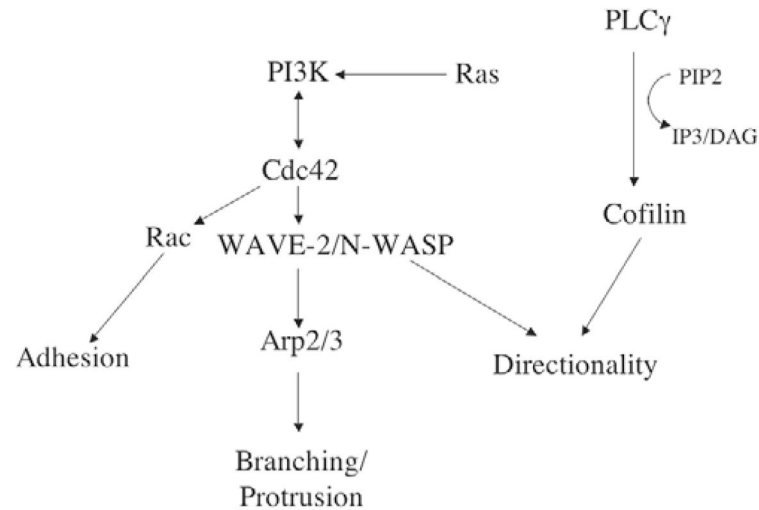 PLCγ
PI3K
Ras
PIP2
IP3/DAG
Cdc42
Cofilin
Rac
WAVE-2/N-WASP
Arp2/3
Adhesion
Directionality
Branching/
Protrusion